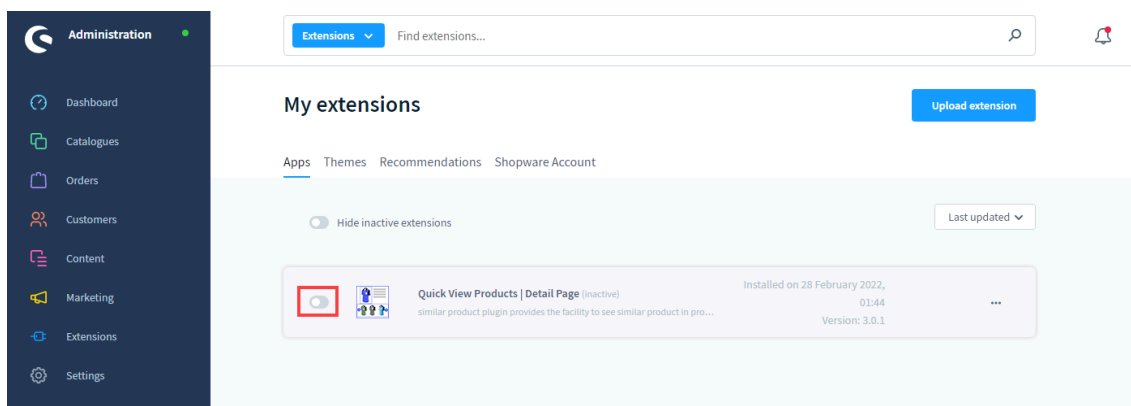 Administration
Extensions
Find extensions...
Dashboard
Catalogues
Orders
Customers
Content
Marketing
Extensions
Settings
My extensions
Upload extension
Apps Themes Recommendations Shopware Account
Hide inactive extensions
Last updated
Quick View Products | Detail Page (Inactive)
similar product plugin provides the facility to see similar product in pro...
Installed on 28 February 2022,
01:44
Version: 3.0.1